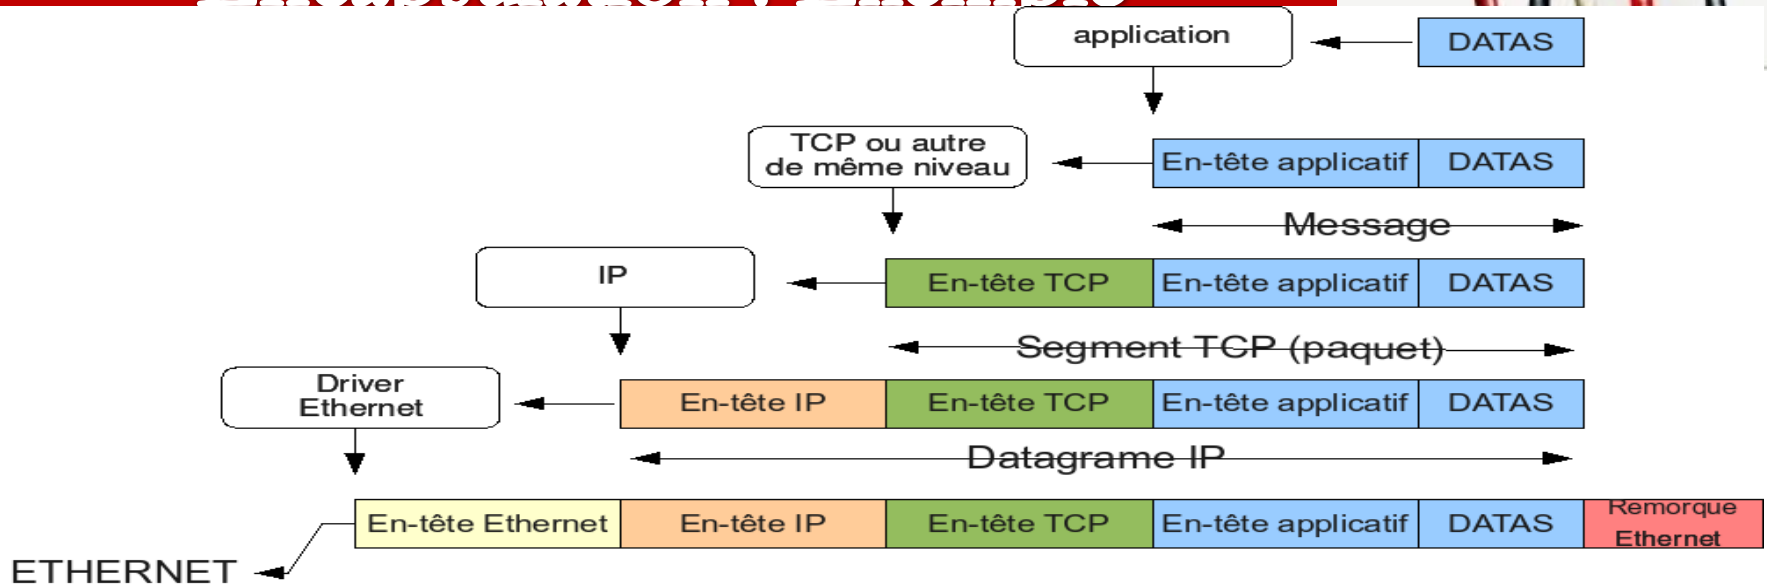 application
DATAS
TCP ou autre
de même niveau
En-tête applicatif
DATAS
Message
IP
En-tête TCP
En-tête applicatif
DATAS
Segment TCP (paquet)
Driver
Ethernet
En-tête IP
En-tête TCP
En-tête applicatif
DATAS
Datagrame IP
En-tête Ethernet
En-tête IP
En-tête TCP
En-tête applicatif
DATAS
Remorque
Ethernet
ETHERNET